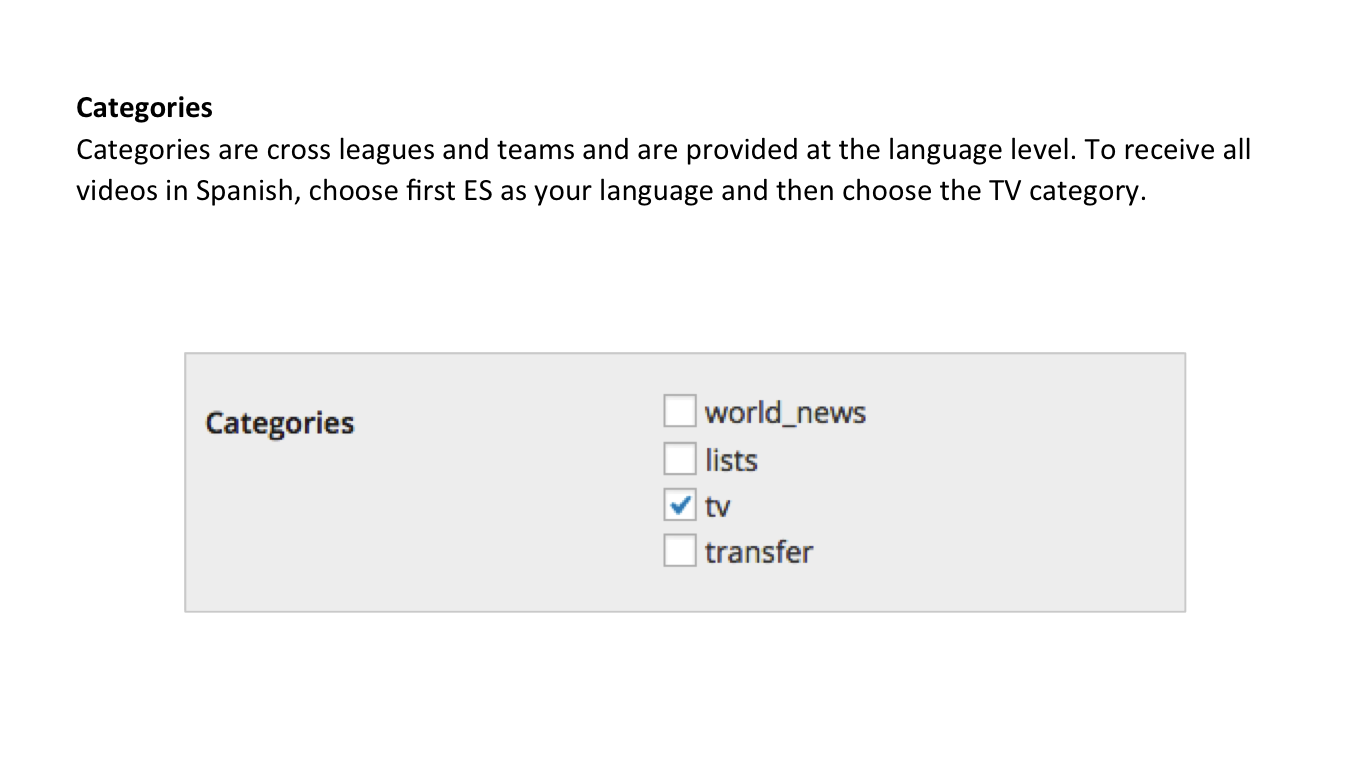 Categories
Categories are cross leagues and teams and are provided at the language level. To receive all
videos in Spanish, choose first ES as your language and then choose the TV category.
Categories
world_news
lists
tv
transfer